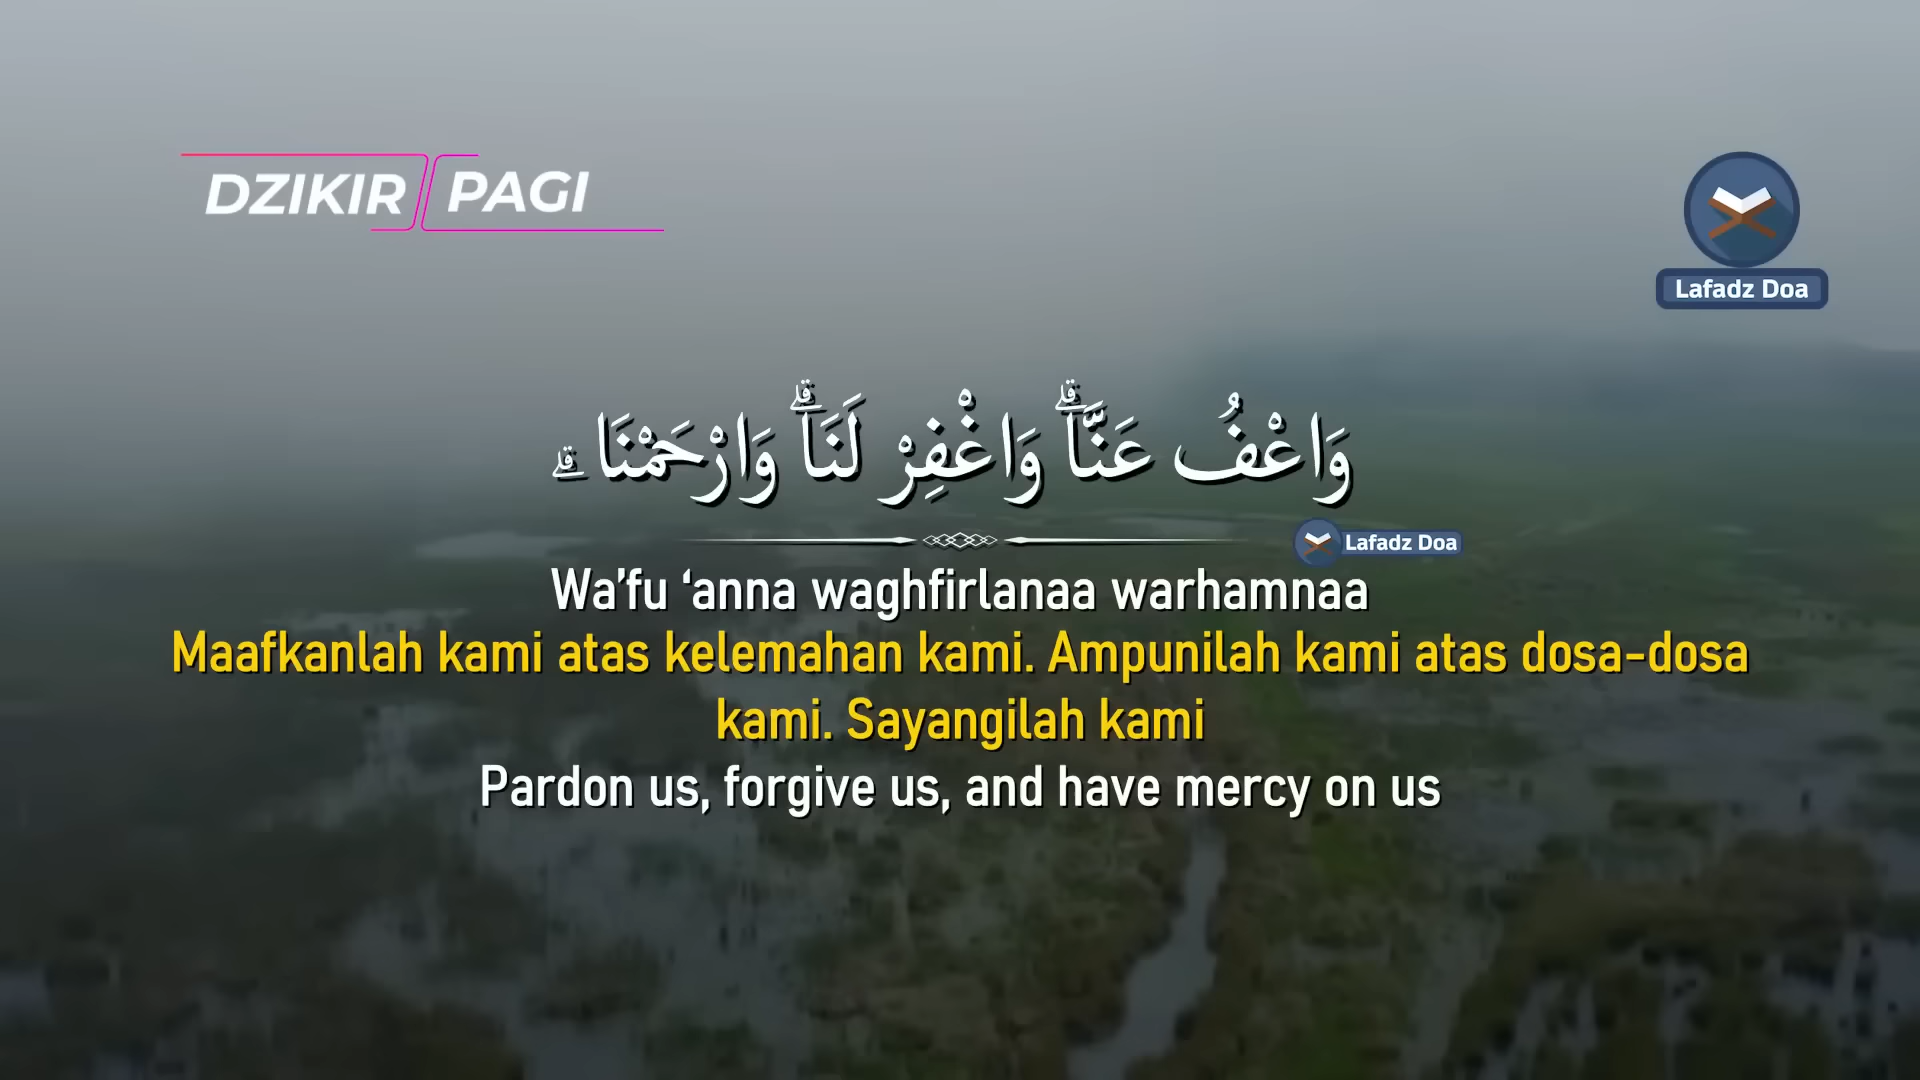 DZIKIR PAGI
Lafadz Doa
وَاعْفُ عَنَّاۗ وَاغْفِرْ لَنَاۗ وَارْحَمْنَا ۗ
Lafadz Doa
Wa’fu ‘anna waghfirlanaa warhamnaa
Maafkanlah kami atas kelemahan kami. Ampunilah kami atas dosa-dosa
kami. Sayangilah kami
Pardon us, forgive us, and have mercy on us